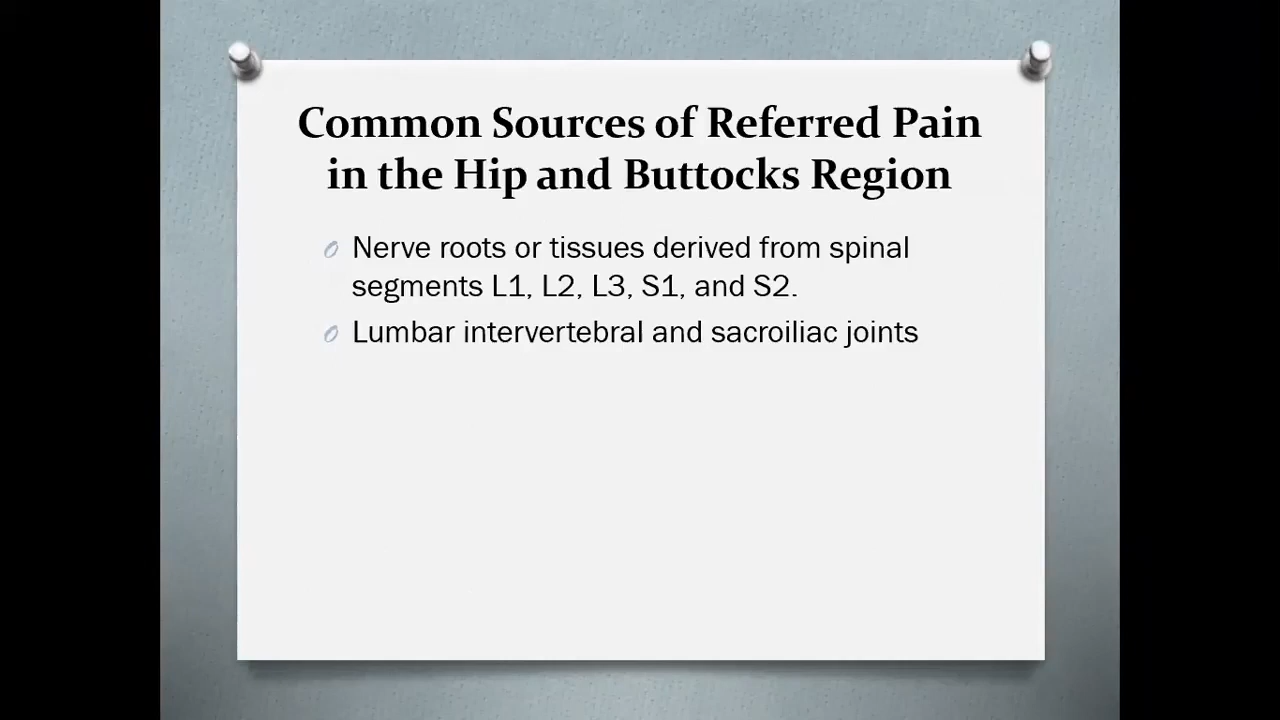 Common Sources of Referred Pain
in the Hip and Buttocks Region
Nerve roots or tissues derived from spinal
segments L1, L2, L3, S1, and S2.
Lumbar intervertebral and sacroiliac joints